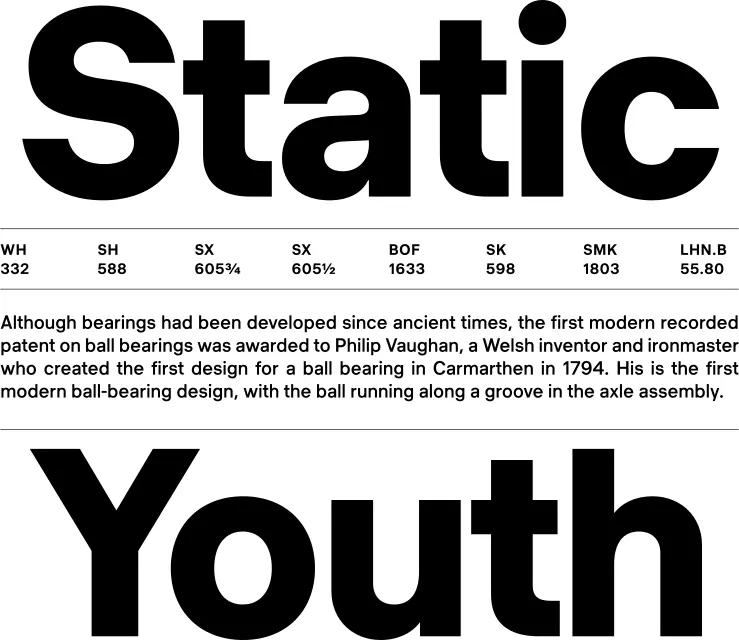 Static
WH SH SX SX BOF SK SMK LHN.B
332 588 605¾ 605½ 1633 598 1803 55.80
Although bearings had been developed since ancient times, the first modern recorded
patent on ball bearings was awarded to Philip Vaughan, a Welsh inventor and ironmaster
who created the first design for a ball bearing in Carmarthen in 1794. His is the first
modern ball-bearing design, with the ball running along a groove in the axle assembly.
Youth